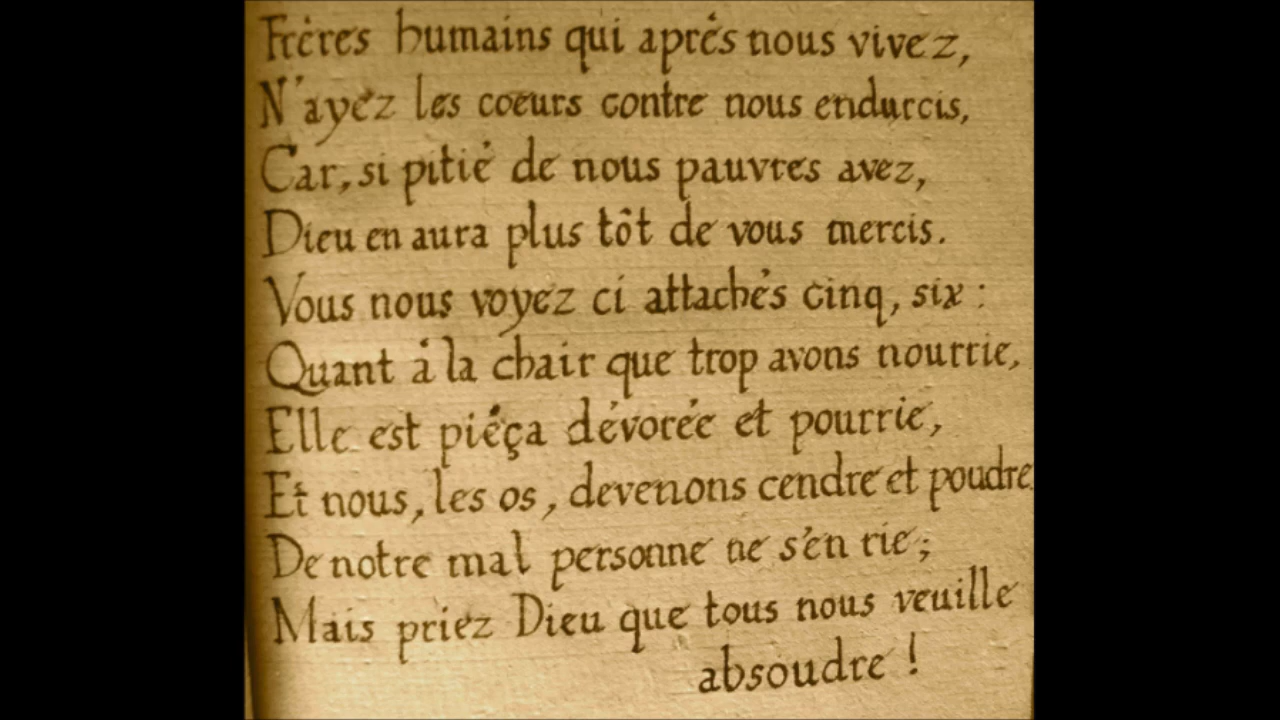 Frères humains qui aprés nous vivez,
N'ayez les coeurs contre nous endurcis,
Car, si pitié de nous pauvres avez,
Dieu en aura plus tôt de vous mercis.
Vous nous voyez ci attachés cinq, six :
Quant á la chair que trop avons nourrie,
Elle est piéça dévorée et pourrie,
Et nous, les os, devenons cendre et poudre.
De notre mal personne ne s'en rie ;
Mais priez Dieu que tous nous veuille
absoudre !